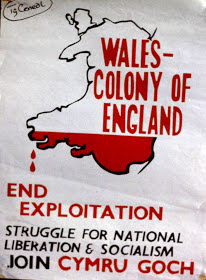 WALES-
COLONY OF
ENGLAND
END
EXPLOITATION
STRUGGLE FOR NATIONAL
LIBERATION & SOCIALISM
JOIN CYMRU GOCH